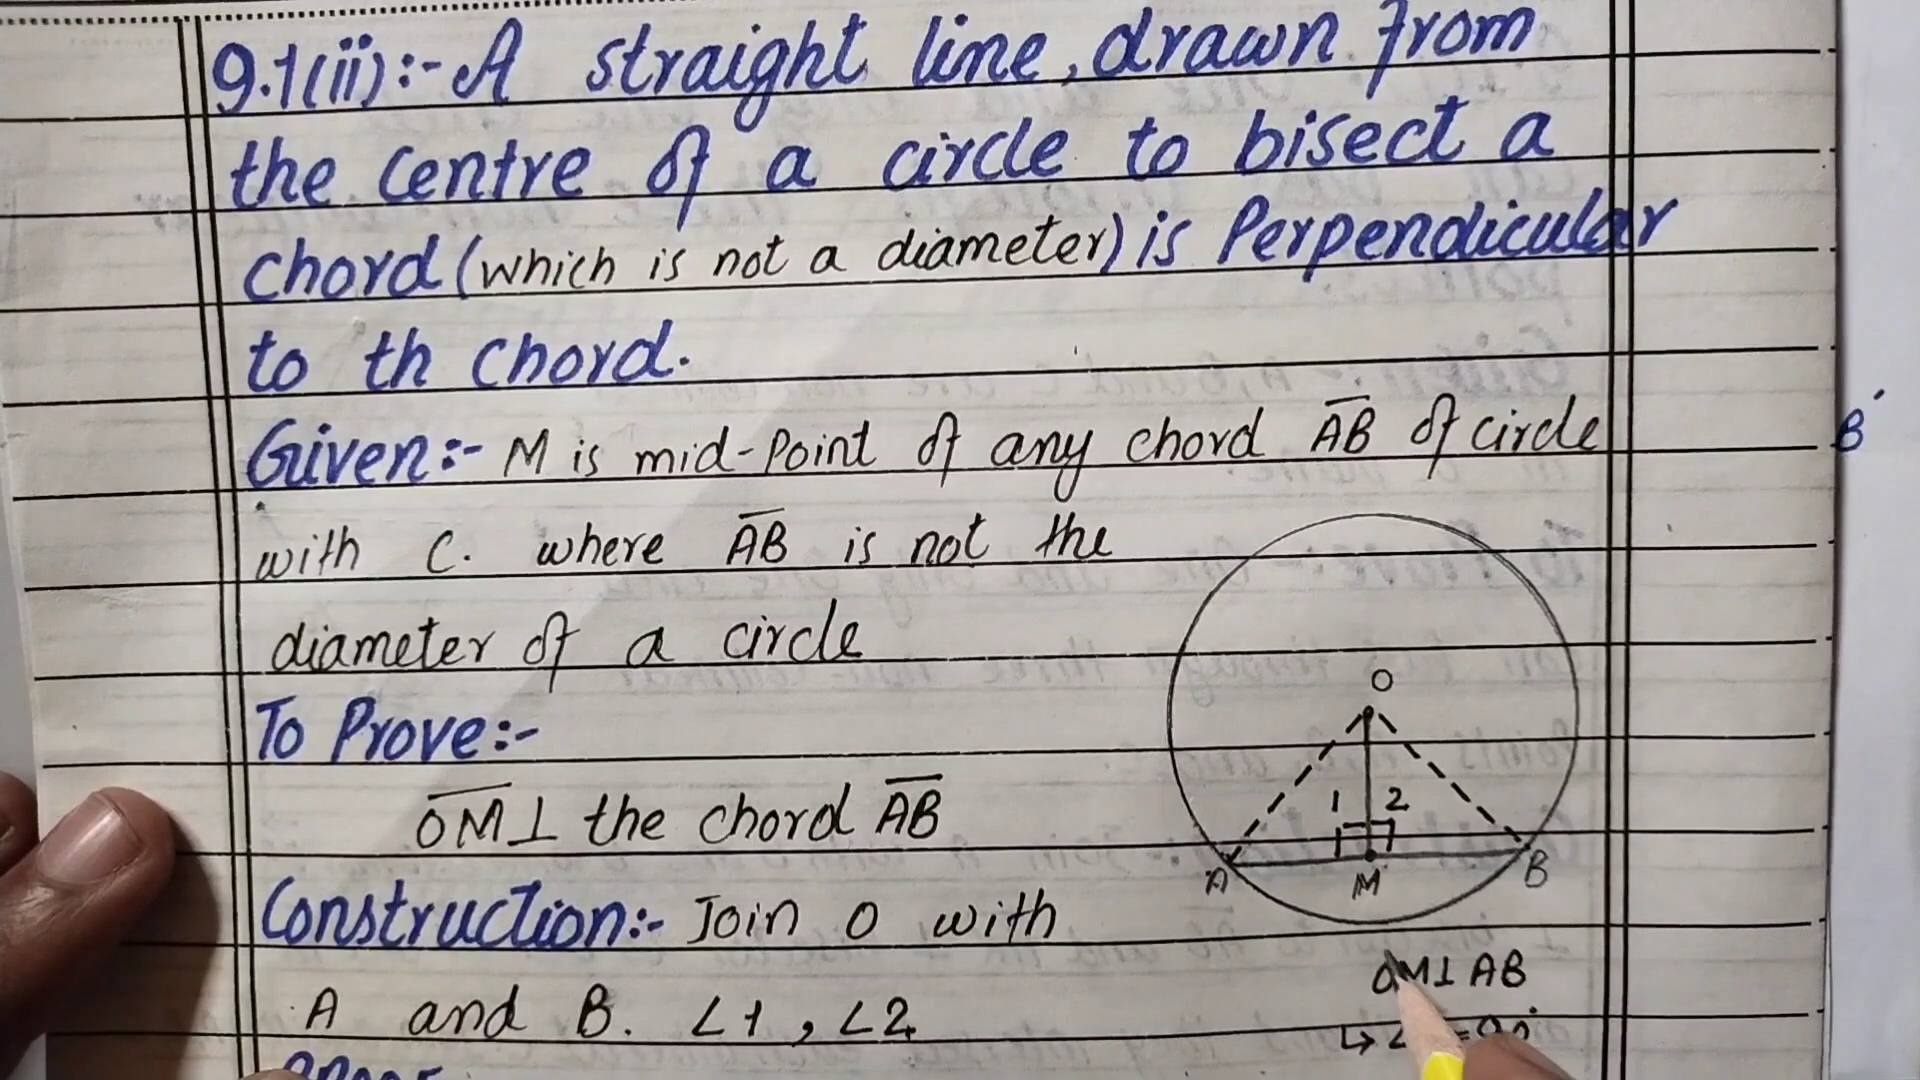 9.1(ii):- A straight line, drawn from
the centre of a circle to bisect a
chord (which is not a diameter) is Perpendicular
to th chord.
Given:- M is mid-Point of any chord AB of circle
B'
with C. where AB is not the
diameter of a circle
To Prove:-
OM⊥ the chord AB
Construction:- Join O with
A and B. ∠1, ∠2
O
1 2
A M B
OM⊥ AB